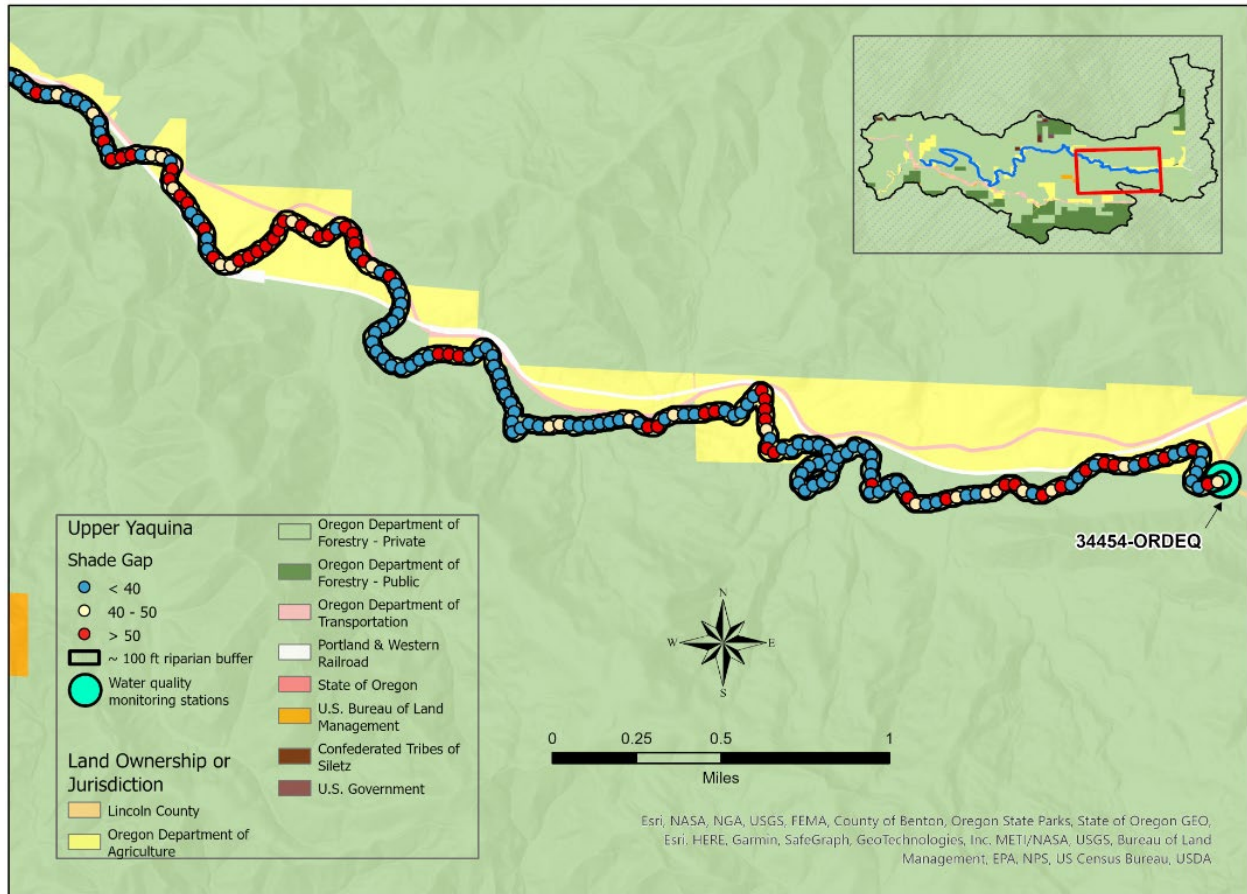 34454-ORDEQ
N
W
E
S
0
0.25
0.5
1
Miles
Upper Yaquina
Shade Gap
< 40
40 - 50
> 50
~ 100 ft riparian buffer
Water quality
monitoring stations
Land Ownership or
Jurisdiction
Lincoln County
Oregon Department of
Agriculture
Oregon Department of
Forestry - Private
Oregon Department of
Forestry - Public
Oregon Department of
Transportation
Portland & Western
Railroad
State of Oregon
U.S. Bureau of Land
Management
Confederated Tribes of
Siletz
U.S. Government
Esri, NASA, NGA, USGS, FEMA, County of Benton, Oregon State Parks, State of Oregon GEO,
Esri, HERE, Garmin, SafeGraph, GeoTechnologies, Inc, METI/NASA, USGS, Bureau of Land
Management, EPA, NPS, US Census Bureau, USDA